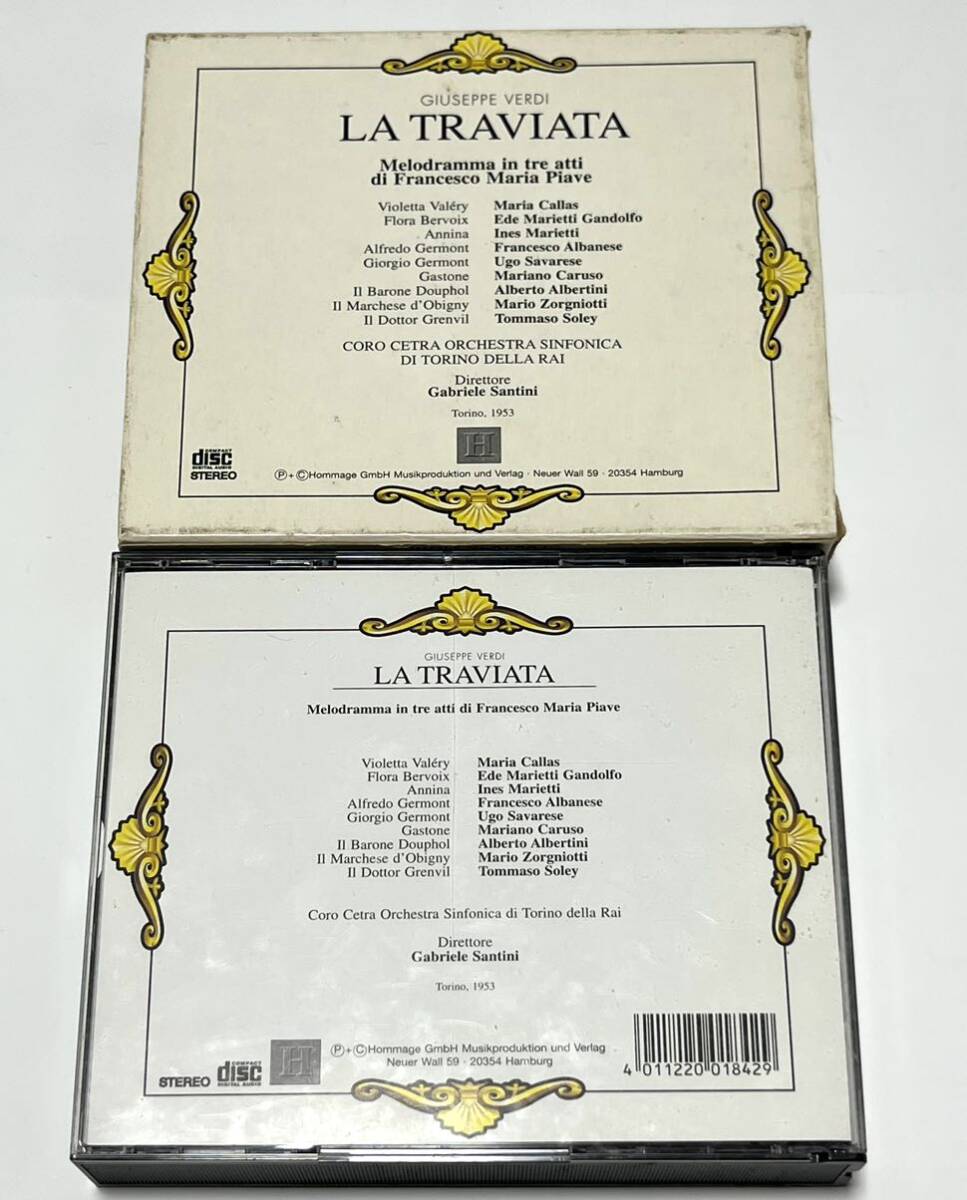 GIUSEPPE VERDI
LA TRAVIATA
Melodramma in tre atti
di Francesco Maria Piave
Violetta Valéry Maria Callas
Flora Bervoix Ede Marietti Gandolfo
Annina Ines Marietti
Alfredo Germont Francesco Albanese
Giorgio Germont Ugo Savarese
Gastone Mariano Caruso
Il Barone Douphol Alberto Albertini
Il Marchese d'Obigny Mario Zorgniotti
Il Dottor Grenvil Tommaso Soley
CORO CETRA ORCHESTRA SINFONICA
DI TORINO DELLA RAI
Direttore
Gabriele Santini
Torino, 1953
H
COMPACT
disc
DIGITAL AUDIO
STEREO
Ⓟ+ⒸHommage GmbH Musikproduktion und Verlag · Neuer Wall 59 · 20354 Hamburg
GIUSEPPE VERDI
LA TRAVIATA
Melodramma in tre atti di Francesco Maria Piave
Violetta Valéry Maria Callas
Flora Bervoix Ede Marietti Gandolfo
Annina Ines Marietti
Alfredo Germont Francesco Albanese
Giorgio Germont Ugo Savarese
Gastone Mariano Caruso
Il Barone Douphol Alberto Albertini
Il Marchese d'Obigny Mario Zorgniotti
Il Dottor Grenvil Tommaso Soley
Coro Cetra Orchestra Sinfonica di Torino della Rai
Direttore
Gabriele Santini
Torino, 1953
STEREO
COMPACT
disc
DIGITAL AUDIO
H
Ⓟ+ⒸHommage GmbH Musikproduktion und Verlag
Neuer Wall 59 · 20354 Hamburg
4 011220 018429